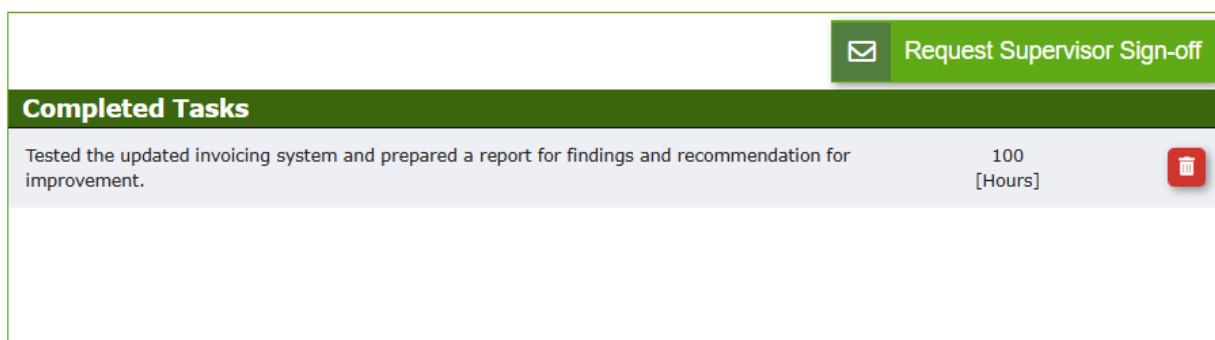 Request Supervisor Sign-off
Completed Tasks
Tested the updated invoicing system and prepared a report for findings and recommendation for
improvement.
100
[Hours]